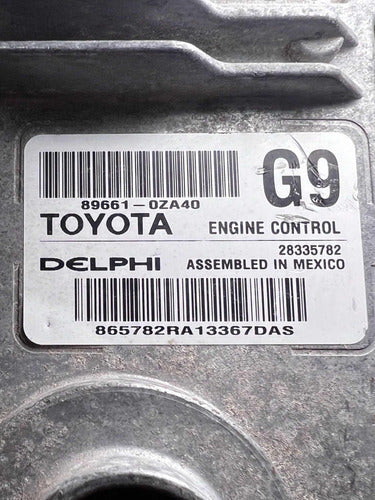 G9
89661-0ZA40
TOYOTA ENGINE CONTROL
28335782
DELPHI ASSEMBLED IN MEXICO
865782RA13367DAS